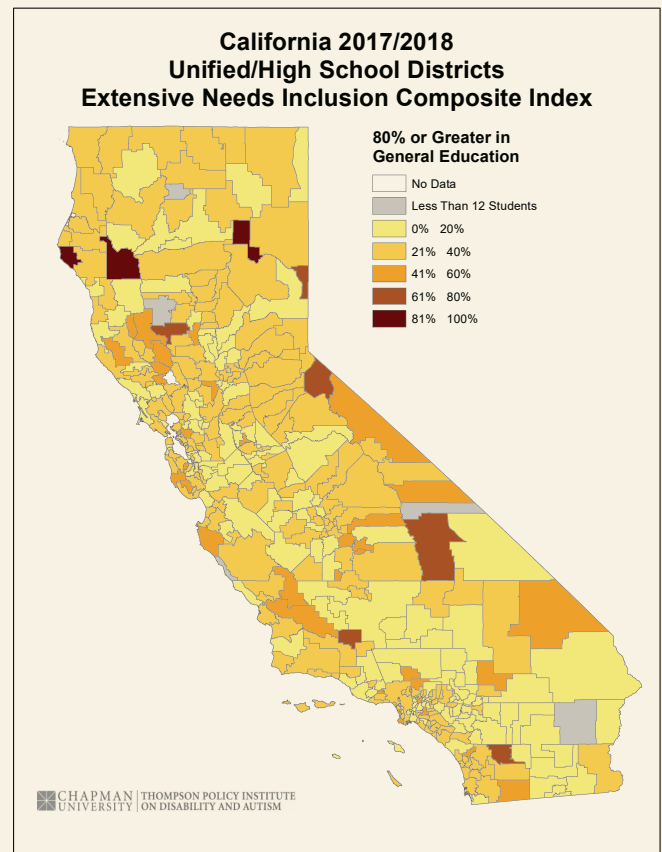 California 2017/2018
Unified/High School Districts
Extensive Needs Inclusion Composite Index
80% or Greater in
General Education
No Data
Less Than 12 Students
0% 20%
21% 40%
41% 60%
61% 80%
81% 100%
CHAPMAN
UNIVERSITY
THOMPSON POLICY INSTITUTE
ON DISABILITY AND AUTISM